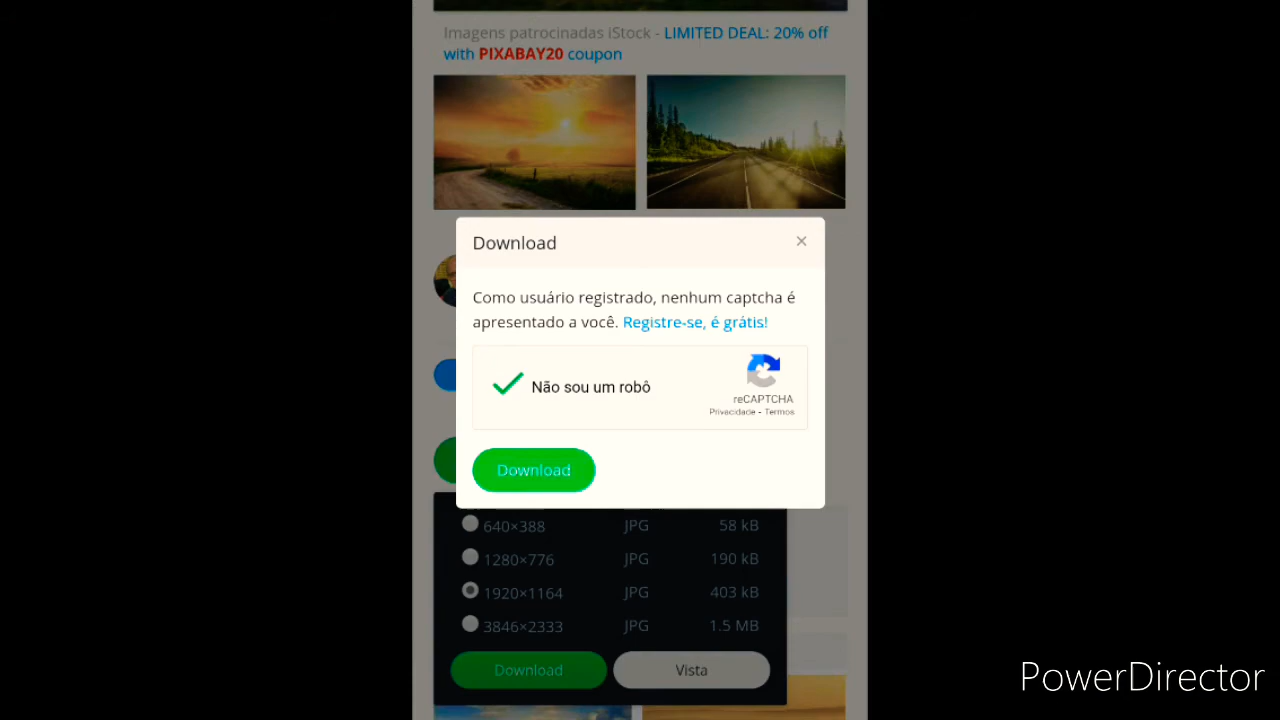 Imagens patrocinadas iStock - LIMITED DEAL: 20% off
with PIXABAY20 coupon
Download ×
Como usuário registrado, nenhum captcha é
apresentado a você. Registre-se, é grátis!
Não sou um robô
reCAPTCHA
Privacidade - Termos
Download
640×388 JPG 58 kB
1280×776 JPG 190 kB
1920×1164 JPG 403 kB
3846×2333 JPG 1.5 MB
Download Vista
PowerDirector